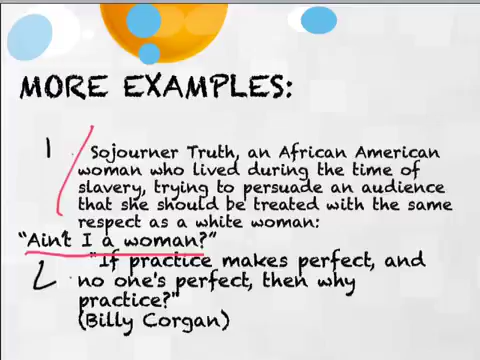 MORE EXAMPLES:
1
Sojourner Truth, an African American
woman who lived during the time of
slavery, trying to persuade an audience
that she should be treated with the same
respect as a white woman:
"Ain't I a woman?"
2
"If practice makes perfect, and
no one's perfect, then why
practice?"
(Billy Corgan)